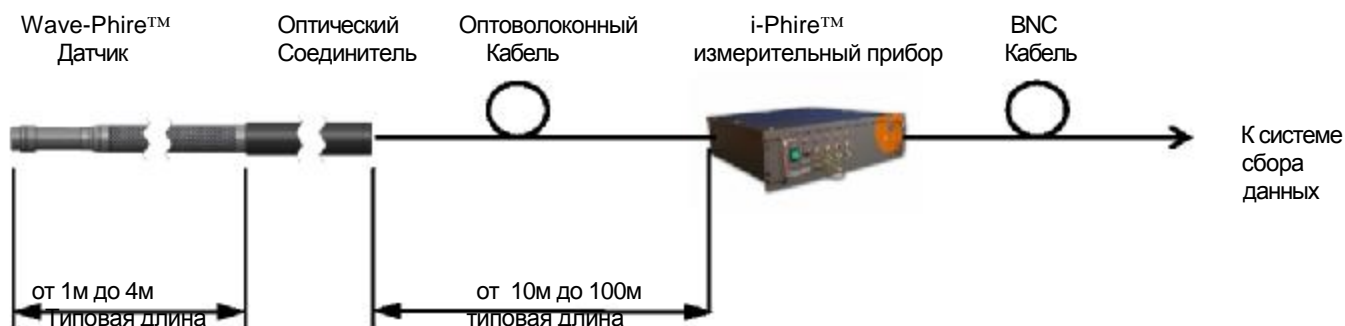 Wave-Phire™
Датчик
Оптический
Соединитель
Оптоволоконный
Кабель
i-Phire™
измерительный прибор
BNC
Кабель
К системе
сбора
данных
от 1м до 4м
Типовая длина
от 10м до 100м
типовая длина